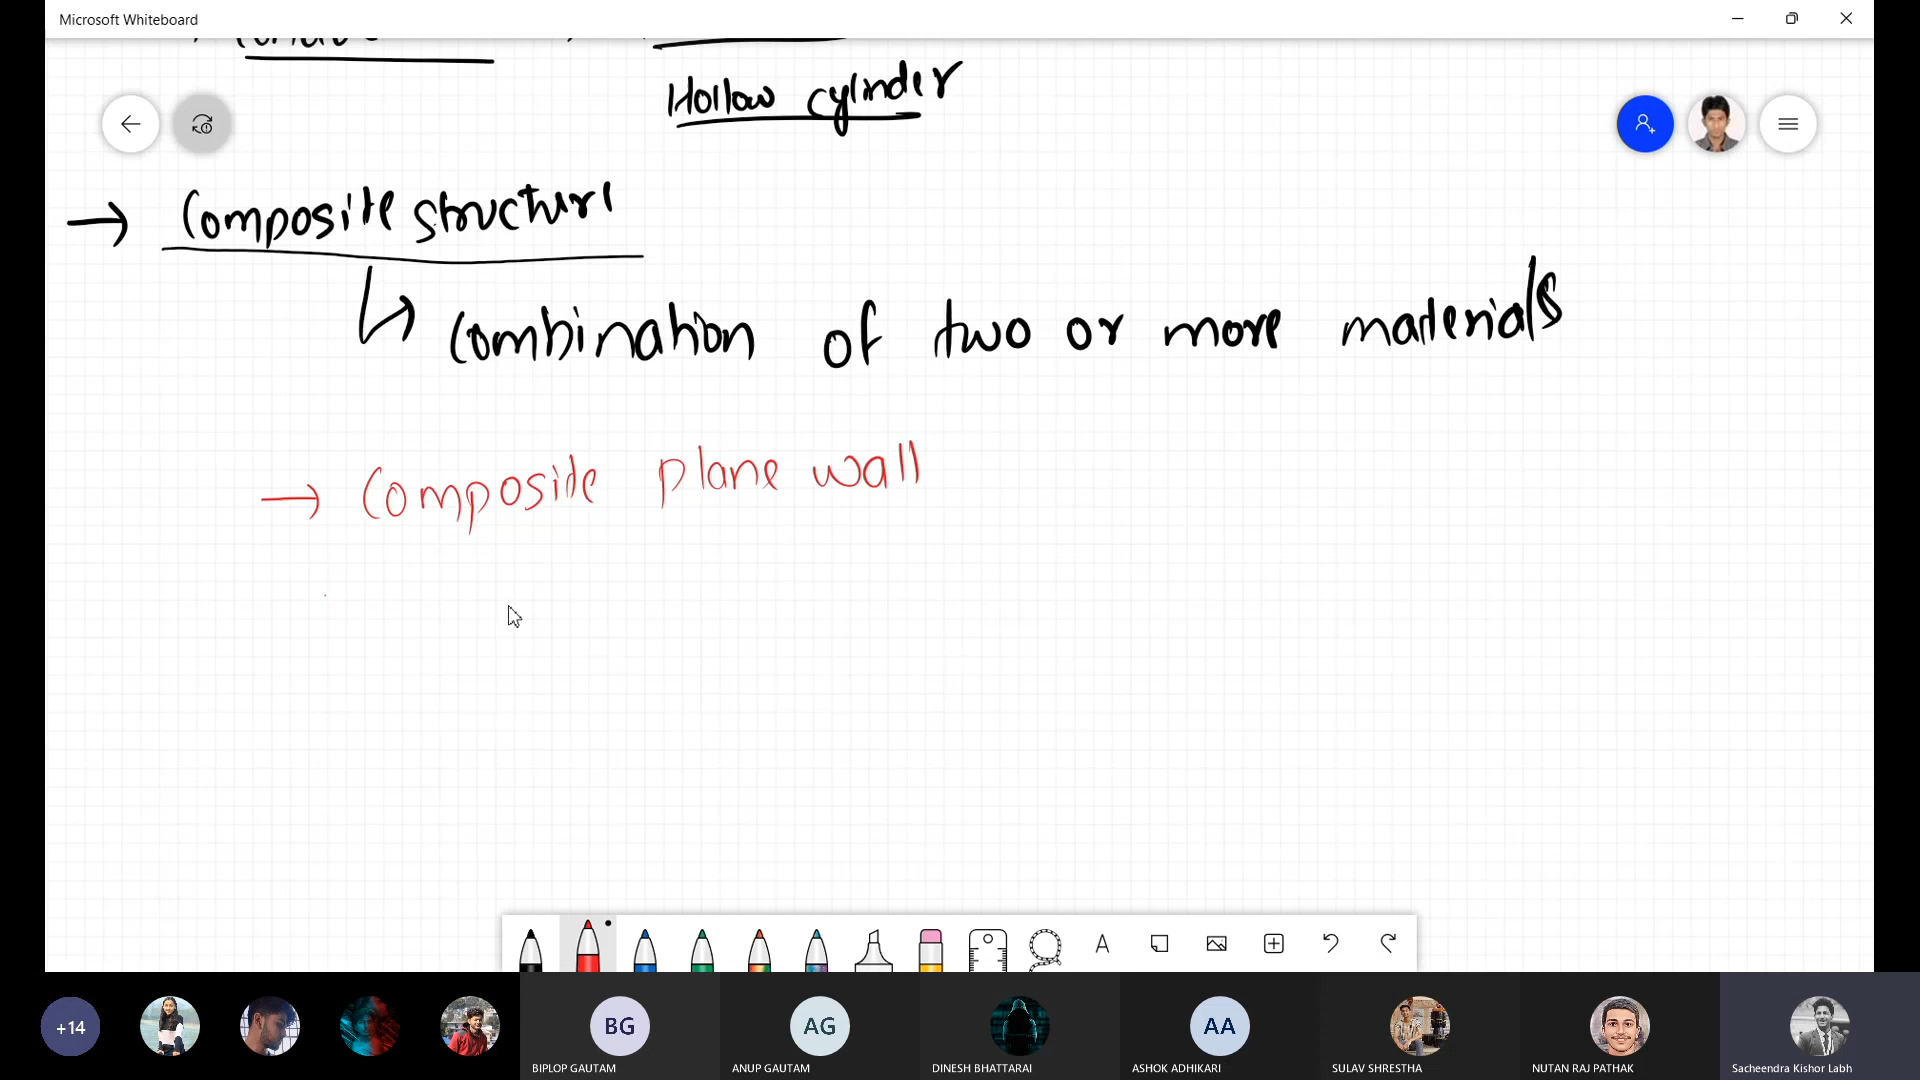 Microsoft Whiteboard
Hollow cylinder
→ Composite structure
↳ Combination of two or more materials
→ Composite plane wall
A
+14
BG
AG
AA
BIPLOP GAUTAM
ANUP GAUTAM
DINESH BHATTARAI
ASHOK ADHIKARI
SULAV SHRESTHA
NUTAN RAJ PATHAK
Sacheendra Kishor Labh